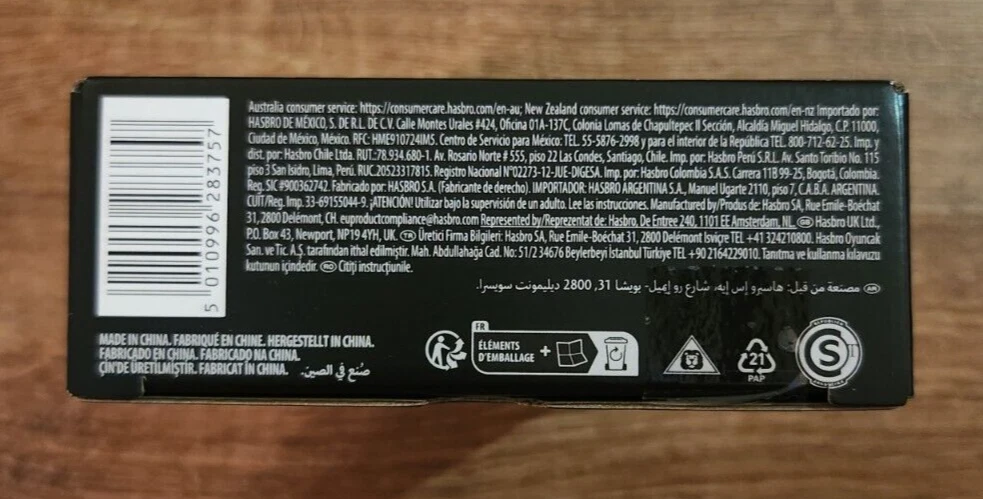 Australia consumer service: https://consumercare.hasbro.com/en-au; New Zealand consumer service: https://consumercare.hasbro.com/en-nz Importado por:
HASBRO DE MÉXICO, S. DE R.L. DE C.V. Calle Montes Urales #424, Oficina 01A-137C, Colonia Lomas de Chapultepec II Sección, Alcaldía Miguel Hidalgo, C.P. 11000,
Ciudad de México, México. RFC: HME910724IM5. Centro de Servicio para México: TEL. 55-5876-2998 y para el interior de la República TEL. 800-712-62-25. Imp. y
dist. por: Hasbro Chile Ltda. RUT.:78.934.680-1. Av. Rosario Norte # 555, piso 22 Las Condes, Santiago, Chile. Imp. por: Hasbro Perú S.R.L. Av. Santo Toribio No. 115
piso 3 San Isidro, Lima, Perú. RUC.20523317815. Registro Nacional N°02273-12-JUE-DIGESA. Imp. por: Hasbro Colombia S.A.S. Carrera 11B 99-25, Bogotá, Colombia.
Reg. SIC #900362742. Fabricado por: HASBRO S.A. (Fabricante de derecho). IMPORTADOR: HASBRO ARGENTINA S.A., Manuel Ugarte 2110, piso 7, C.A.B.A. ARGENTINA.
CUIT/Reg. Imp: 33-69155044-9. ¡ATENCIÓN! Utilizar bajo la supervisión de un adulto. Lee las instrucciones. Manufactured by/Produs de: Hasbro SA, Rue Emile-Boéchat
31, 2800 Delémont, CH. euproductcompliance@hasbro.com Represented by/Reprezentat de: Hasbro, De Entree 240, 1101 EE Amsterdam, NL. GB Hasbro UK Ltd.,
P.O. Box 43, Newport, NP19 4YH, UK. TR Üretici Firma Bilgileri: Hasbro SA, Rue Emile-Boéchat 31, 2800 Delémont İsviçre TEL +41 324210800. Hasbro Oyuncak
San. ve Tic. A.Ş. tarafından ithal edilmiştir. Mah. Abdullahağa Cad. No: 51/2 34676 Beylerbeyi İstanbul Türkiye TEL +90 2164229010. Tanıtma ve kullanma kılavuzu
kutunun içindedir. RO Citiți instrucțiunile.
AR مصنعة من قبل: هاسبرو إس إيه، شارع رو إميل- بويشا 31, 2800 ديليمونت سويسرا.
5 010996 283757
MADE IN CHINA. FABRIQUÉ EN CHINE. HERGESTELLT IN CHINA.
FABRICADO EN CHINA. FABRICADO NA CHINA.
ÇİN'DE ÜRETİLMİŞTİR. FABRICAT ÎN CHINA. صُنع في الصين.
FR
ÉLÉMENTS
D'EMBALLAGE +
21
PAP
S